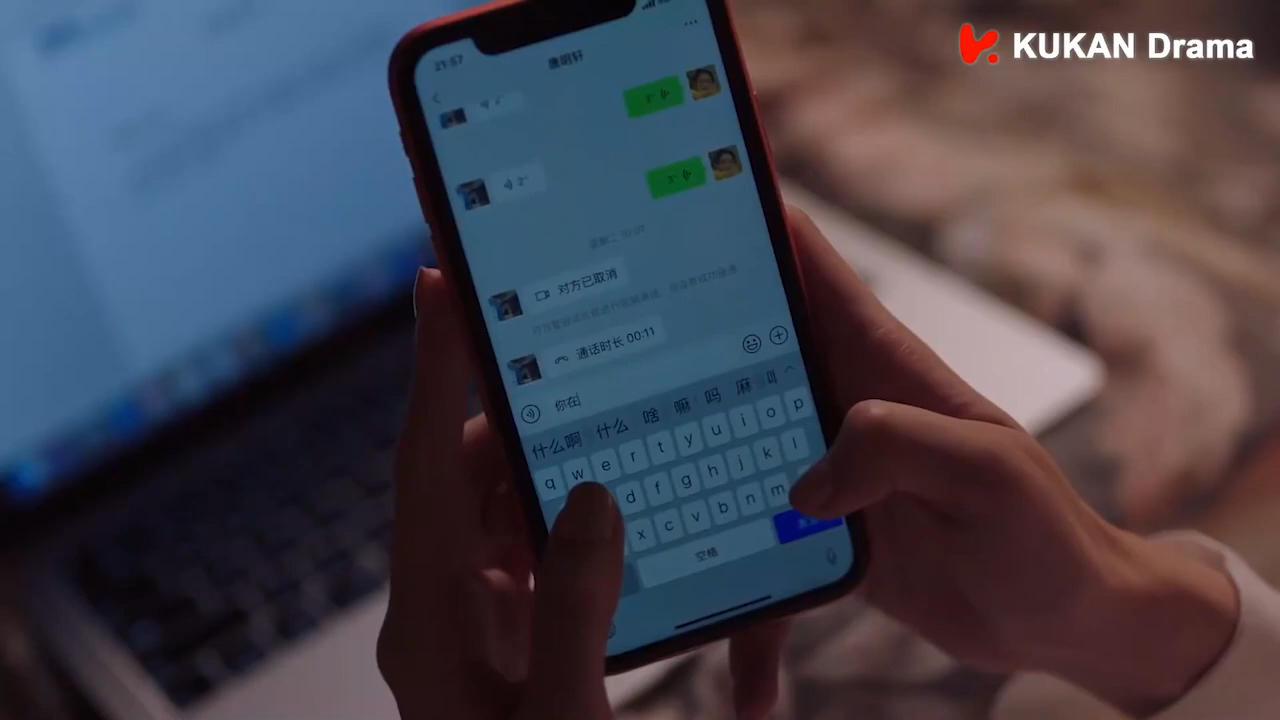 KUKAN Drama
21:57
唐明轩
3"
2"
3"
对方已取消
通话时长 00:11
你在
什么啊 什么 啥 嘛 吗 麻
q w e r t y u i o p
d f g h j k l
x c v b n m
空格